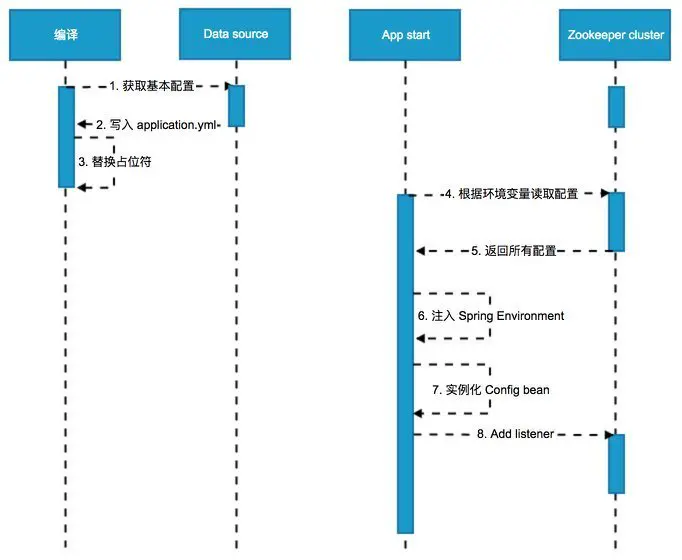 编译
Data source
App start
Zookeeper cluster
1. 获取基本配置
2. 写入 application.yml
3. 替换占位符
4. 根据环境变量读取配置
5. 返回所有配置
6. 注入 Spring Environment
7. 实例化 Config bean
8. Add listener